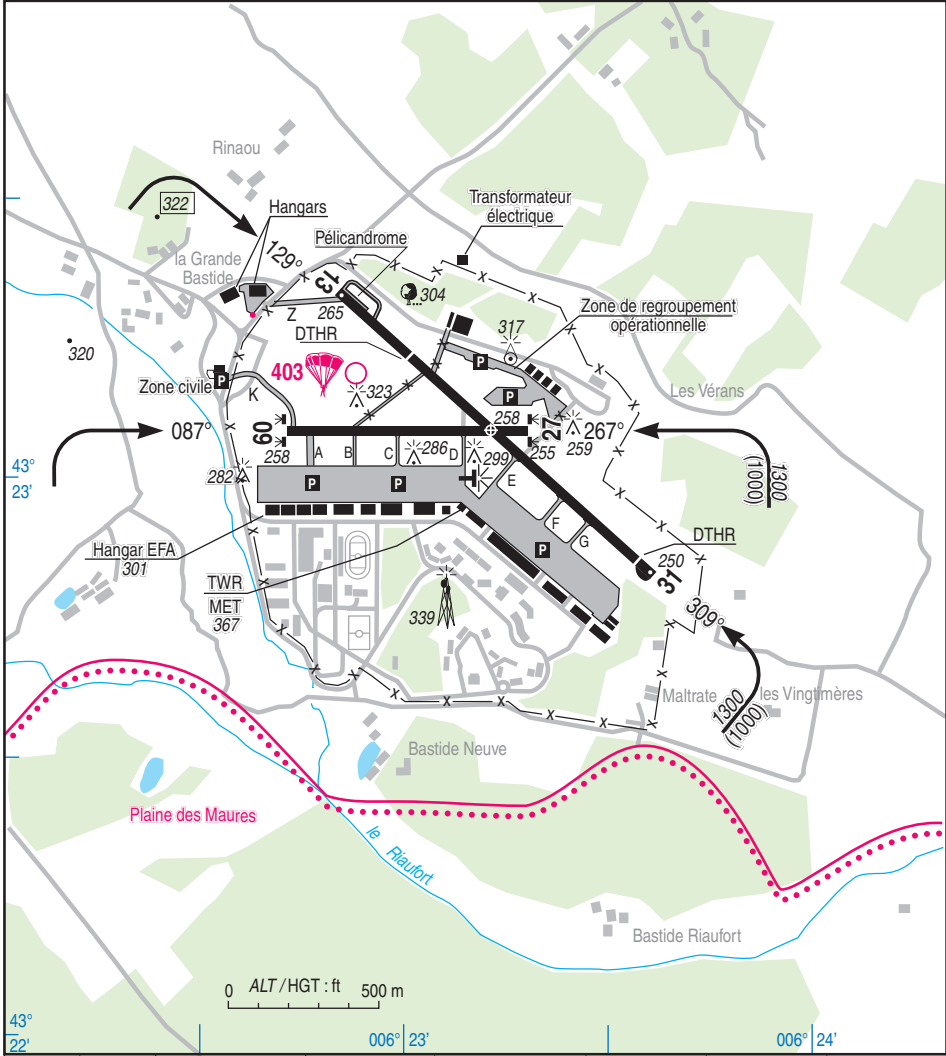 Rinaou
322
Hangars
Transformateur
électrique
Pélicandrome
la Grande
Bastide
129°
13
304
Zone de regroupement
opérationnelle
Z
265
317
DTHR
320
P
403
323
P
Les Vérans
Zone civile
P
K
087°
09
258
27
267°
258
A
B
C
286
D
299
255
259
1300
(1000)
43°
23'
282
P
P
E
F
G
P
DTHR
250
31
Hangar EFA
301
TWR
MET
367
339
309°
Maltrate
les Vingtimères
1300
(1000)
Bastide Neuve
Plaine des Maures
le Riaufort
Bastide Riaufort
0
ALT / HGT : ft
500 m
43°
22'
006° 23'
006° 24'